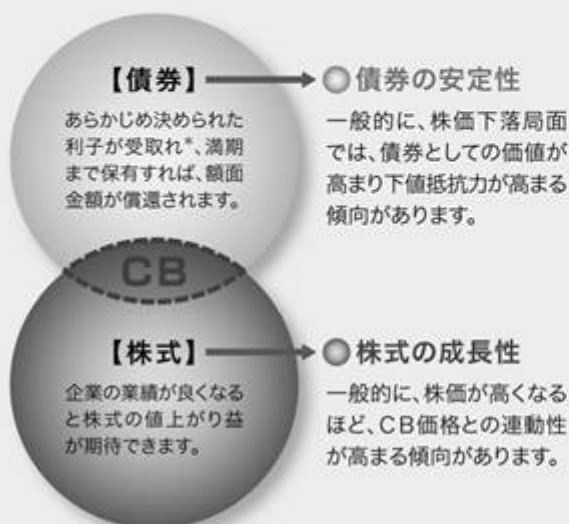 【債券】
債券の安定性
あらかじめ決められた
利子が受取れ*、満期
まで保有すれば、額面
金額が償還されます。
一般的に、株価下落局面
では、債券としての価値が
高まり下値抵抗力が高まる
傾向があります。
CB
【株式】
株式の成長性
企業の業績が良くなる
と株式の値上がり益
が期待できます。
一般的に、株価が高くなる
ほど、CB価格との連動性
が高まる傾向があります。